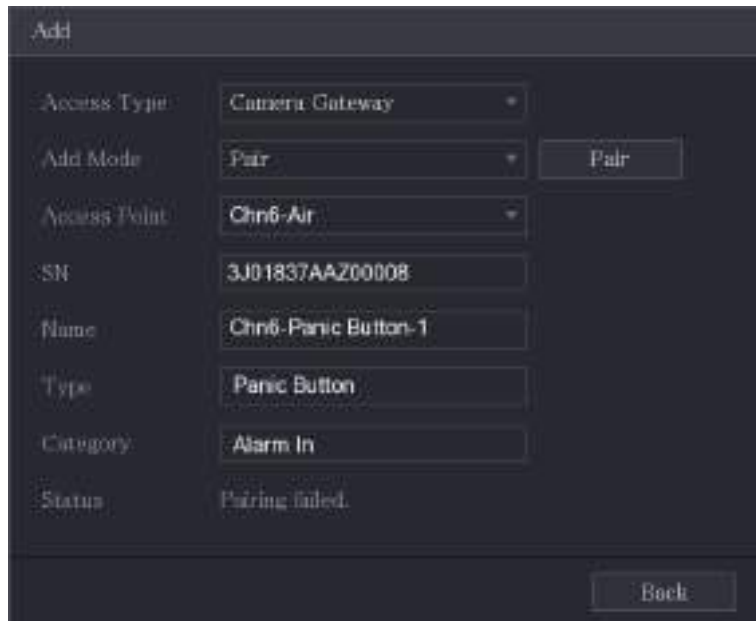 Add
Access Type Camera Gateway
Add Mode Pair Pair
Access Point Chn6-Air
SN 3J01837AAZ00008
Name Chn6-Panic Button-1
Type Panic Button
Category Alarm In
Status Pairing failed.
Back